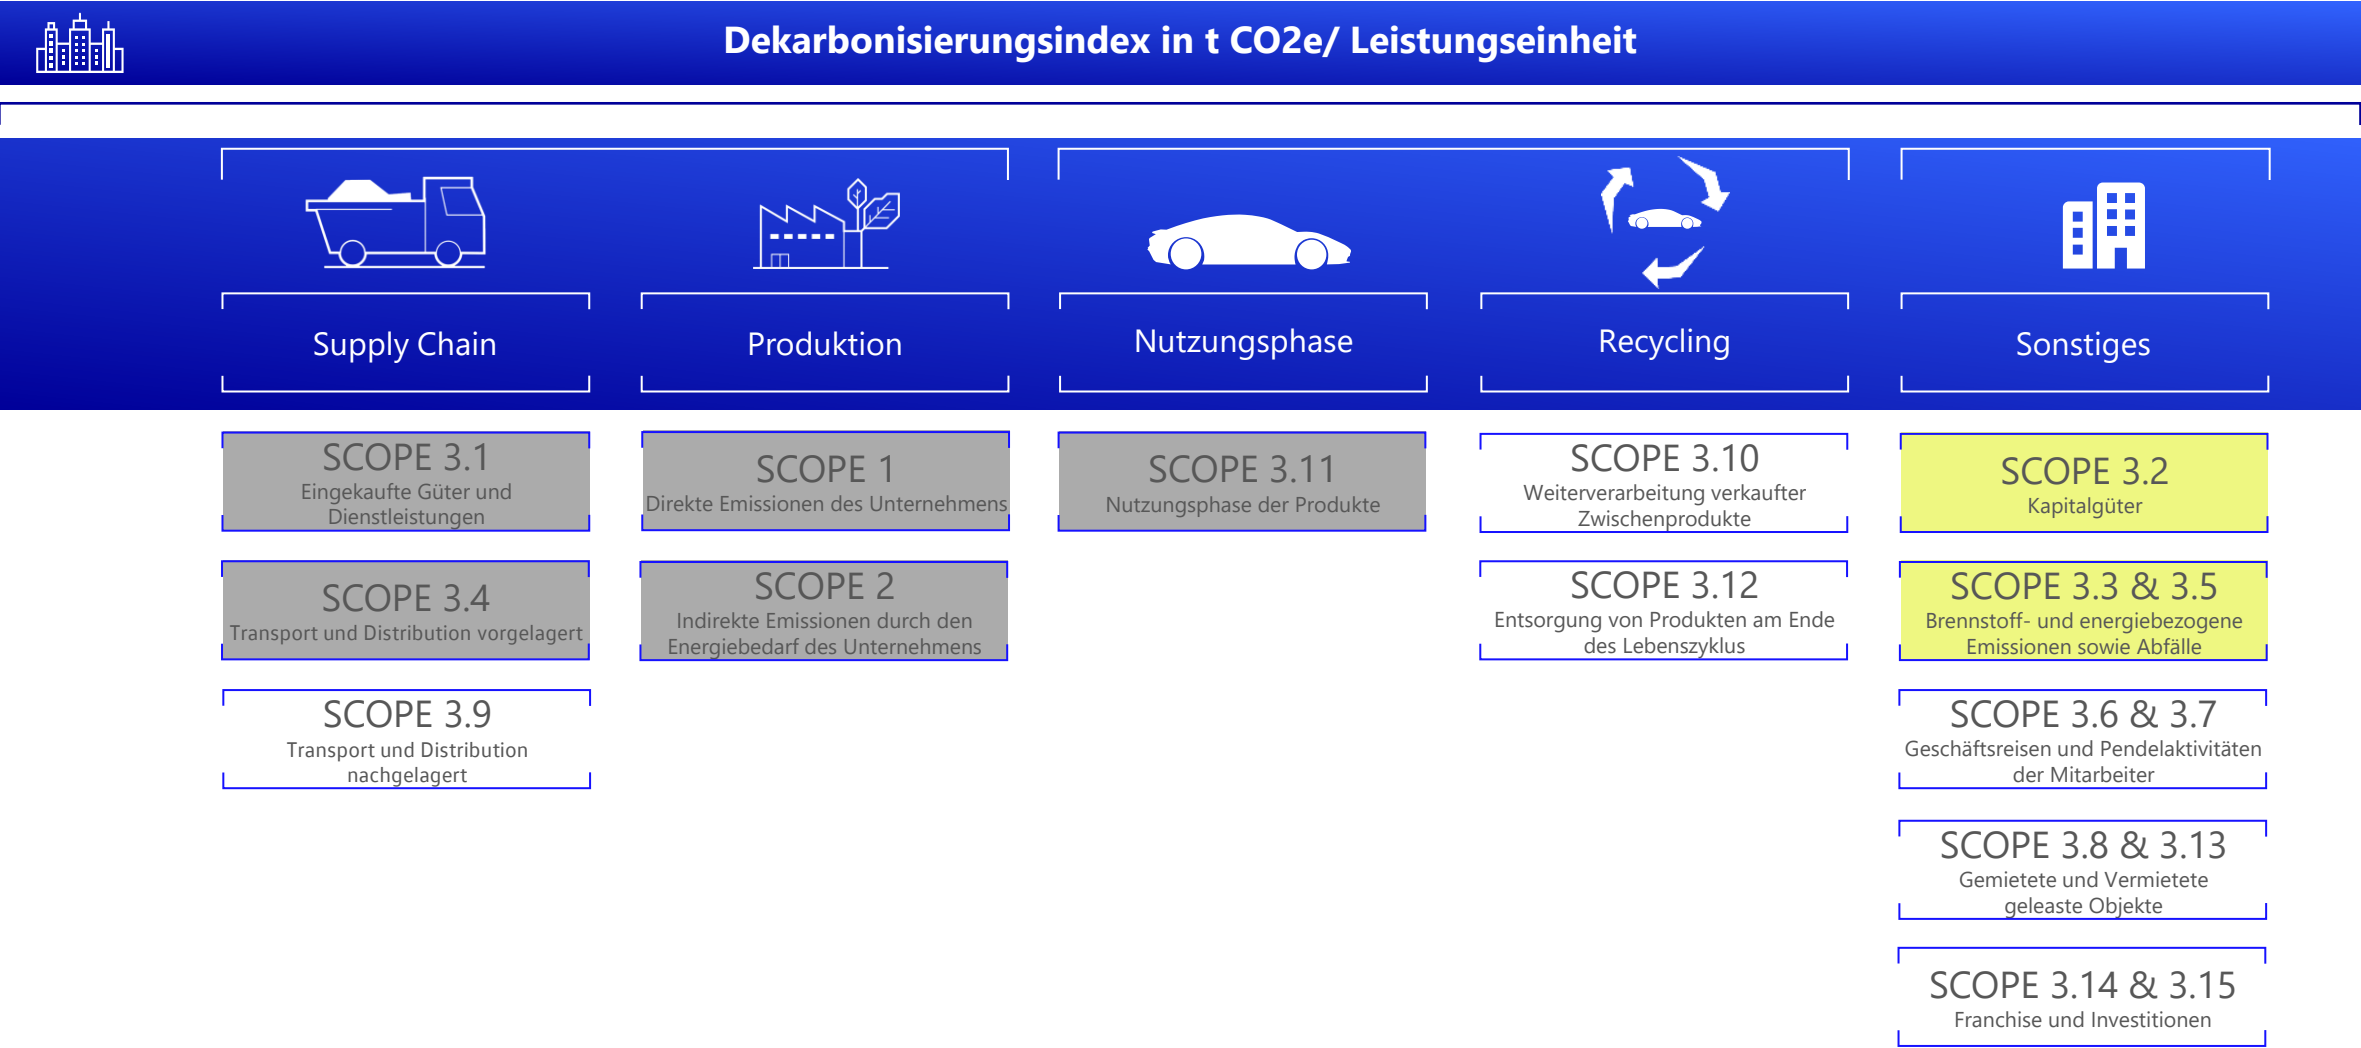 Dekarbonisierungsindex in t CO2e/ Leistungseinheit
Supply Chain
Produktion
Nutzungsphase
Recycling
Sonstiges
SCOPE 3.1
Eingekaufte Güter und
Dienstleistungen
SCOPE 3.4
Transport und Distribution vorgelagert
SCOPE 3.9
Transport und Distribution
nachgelagert
SCOPE 1
Direkte Emissionen des Unternehmens
SCOPE 2
Indirekte Emissionen durch den
Energiebedarf des Unternehmens
SCOPE 3.11
Nutzungsphase der Produkte
SCOPE 3.10
Weiterverarbeitung verkaufter
Zwischenprodukte
SCOPE 3.12
Entsorgung von Produkten am Ende
des Lebenszyklus
SCOPE 3.2
Kapitalgüter
SCOPE 3.3 & 3.5
Brennstoff- und energiebezogene
Emissionen sowie Abfälle
SCOPE 3.6 & 3.7
Geschäftsreisen und Pendelaktivitäten
der Mitarbeiter
SCOPE 3.8 & 3.13
Gemietete und Vermietete
geleaste Objekte
SCOPE 3.14 & 3.15
Franchise und Investitionen